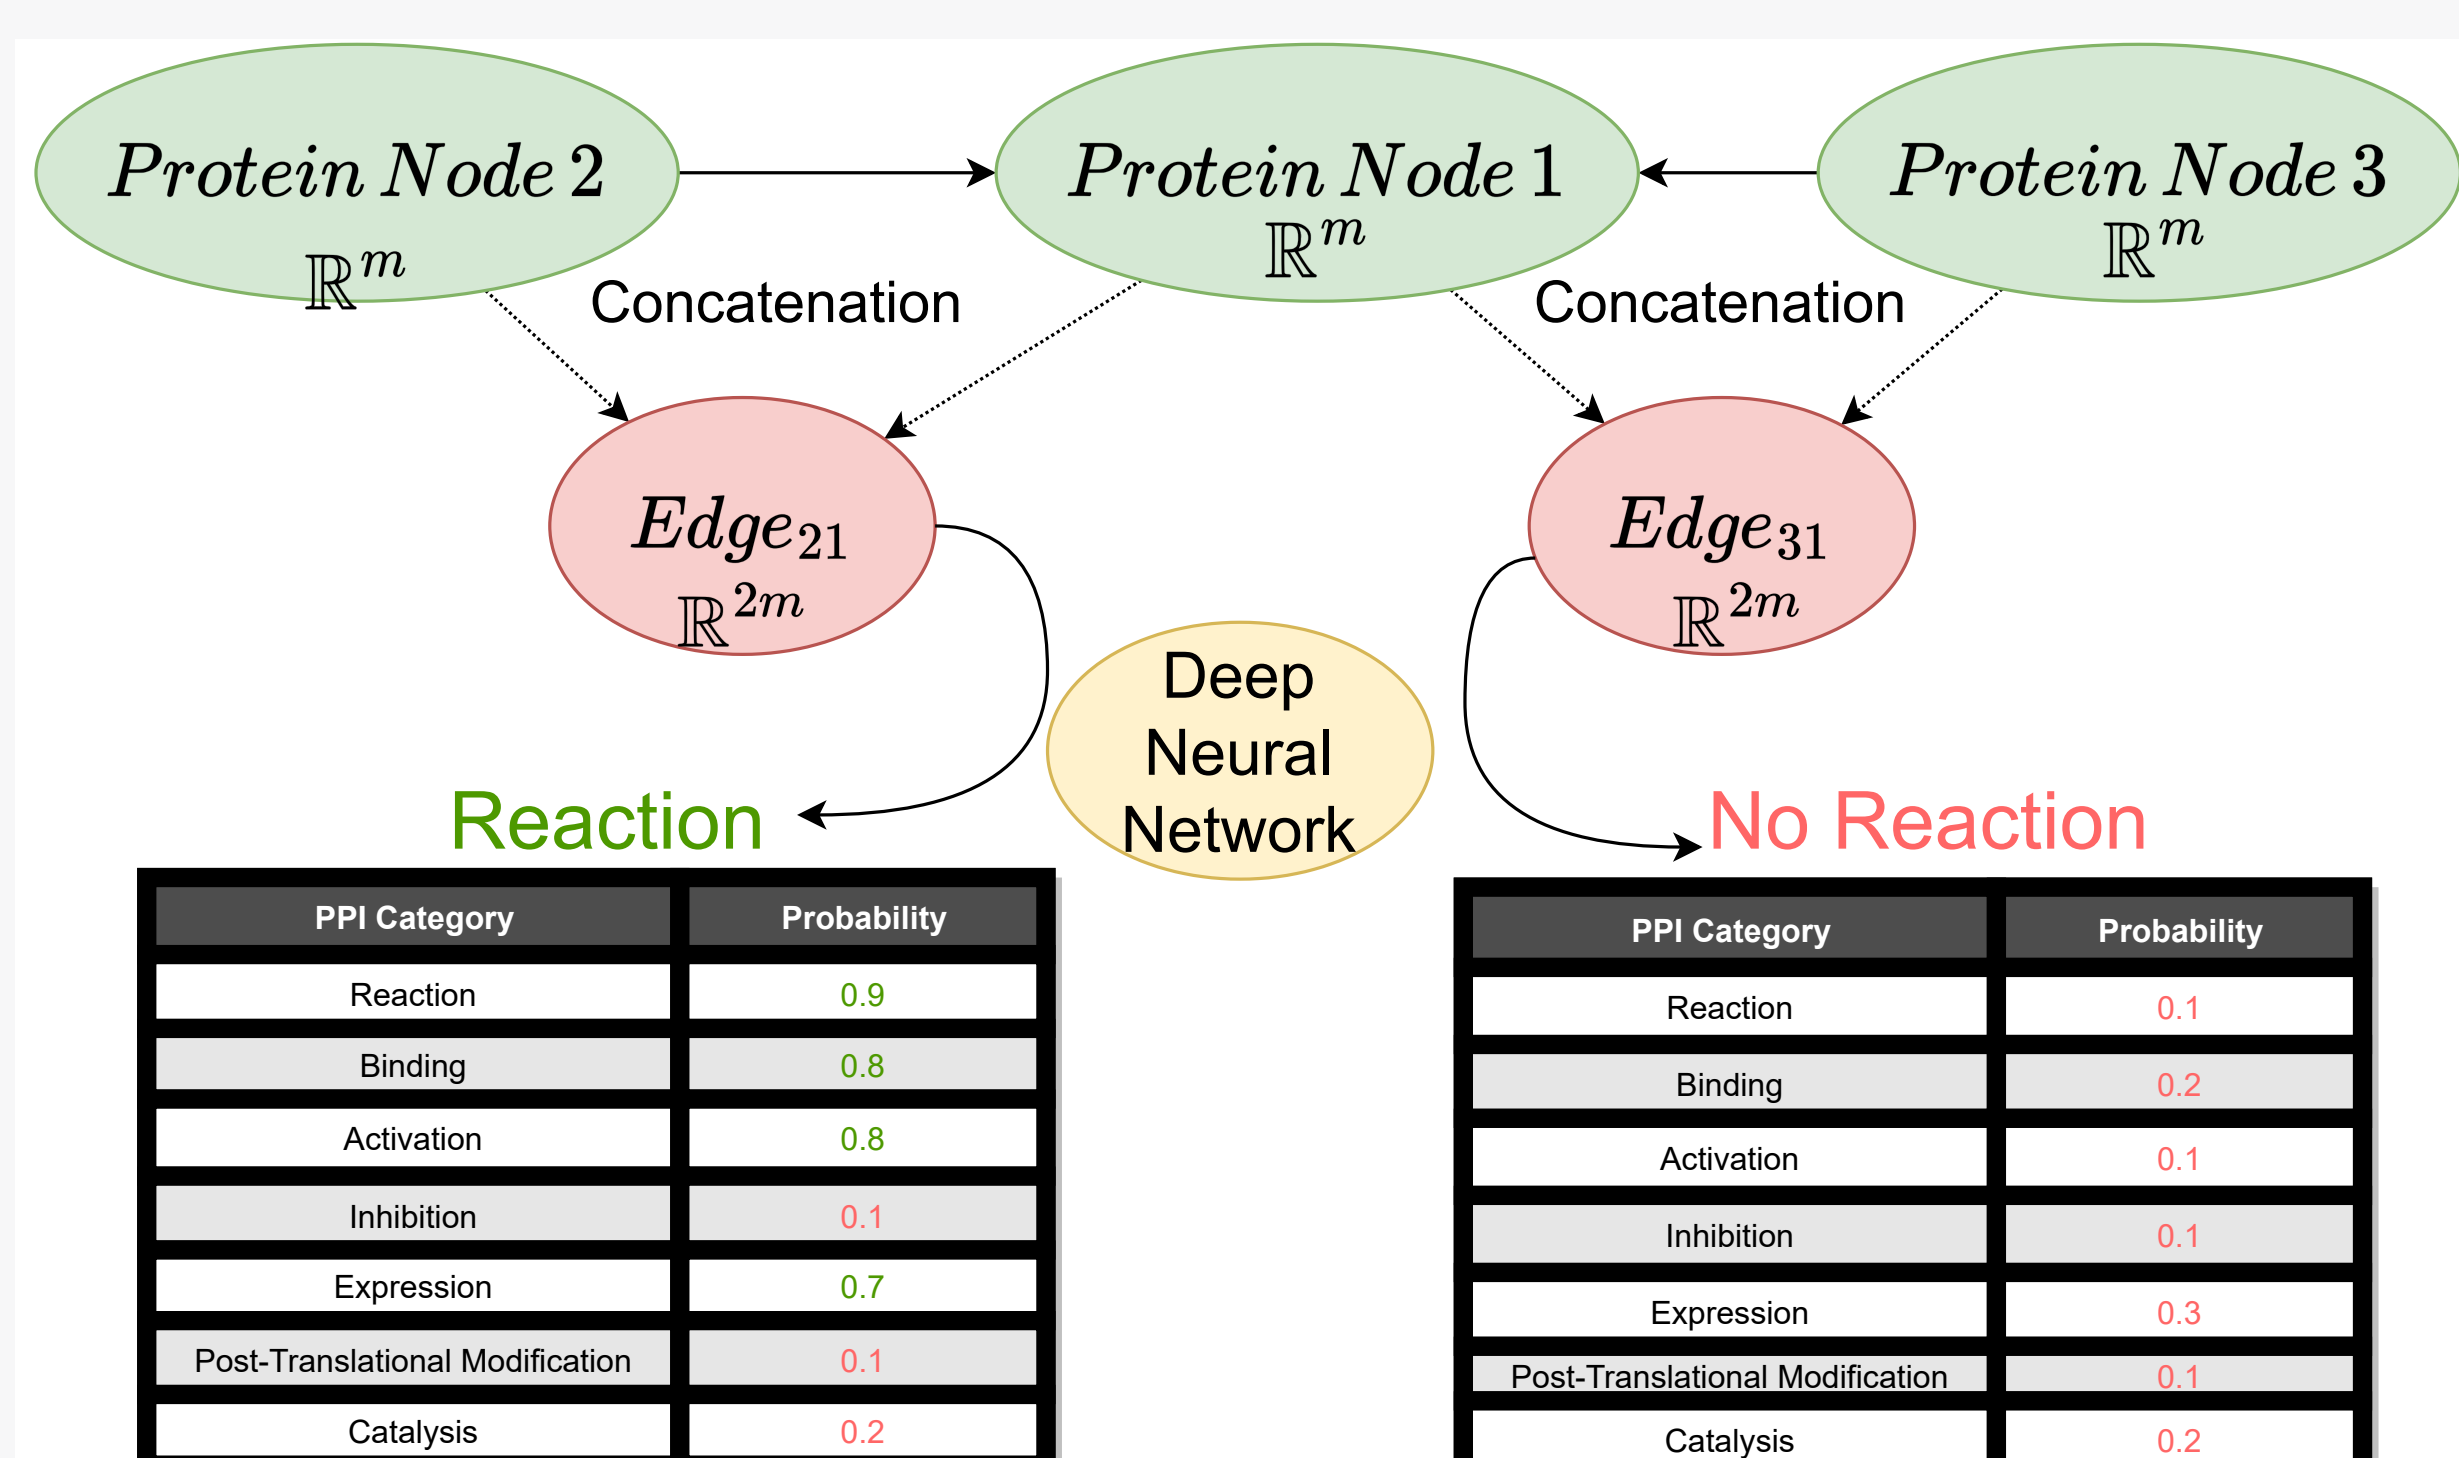 Protein Node 2
ℝ^m
Protein Node 1
ℝ^m
Protein Node 3
ℝ^m
Concatenation
Concatenation
Edge_21
ℝ^2m
Edge_31
ℝ^2m
Deep
Neural
Network
Reaction
PPI Category Probability
Reaction 0.9
Binding 0.8
Activation 0.8
Inhibition 0.1
Expression 0.7
Post-Translational Modification 0.1
Catalysis 0.2
No Reaction
PPI Category Probability
Reaction 0.1
Binding 0.2
Activation 0.1
Inhibition 0.1
Expression 0.3
Post-Translational Modification 0.1
Catalysis 0.2